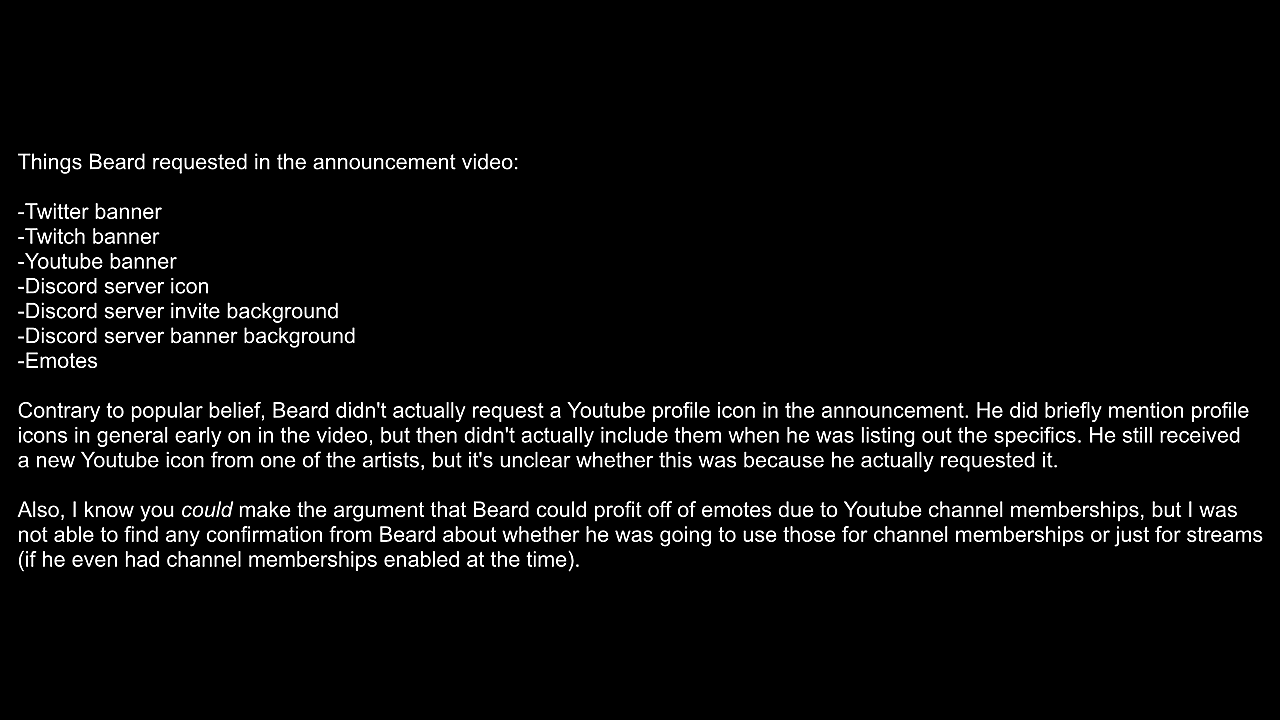 Things Beard requested in the announcement video:
-Twitter banner
-Twitch banner
-Youtube banner
-Discord server icon
-Discord server invite background
-Discord server banner background
-Emotes
Contrary to popular belief, Beard didn't actually request a Youtube profile icon in the announcement. He did briefly mention profile
icons in general early on in the video, but then didn't actually include them when he was listing out the specifics. He still received
a new Youtube icon from one of the artists, but it's unclear whether this was because he actually requested it.
Also, I know you could make the argument that Beard could profit off of emotes due to Youtube channel memberships, but I was
not able to find any confirmation from Beard about whether he was going to use those for channel memberships or just for streams
(if he even had channel memberships enabled at the time).